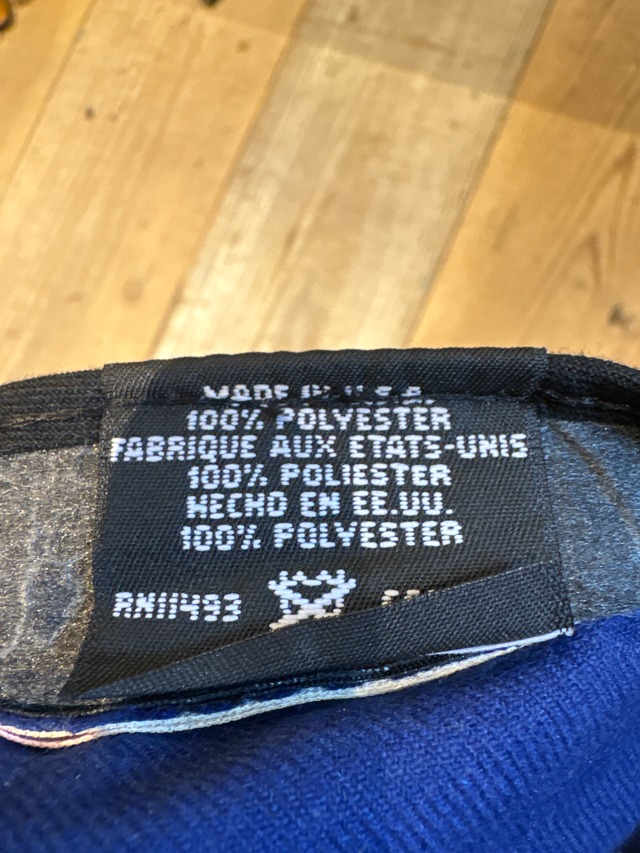 MADE IN U.S.A.
100% POLYESTER
FABRIQUE AUX ETATS-UNIS
100% POLIESTER
HECHO EN EE.UU.
100% POLYESTER
RN11493